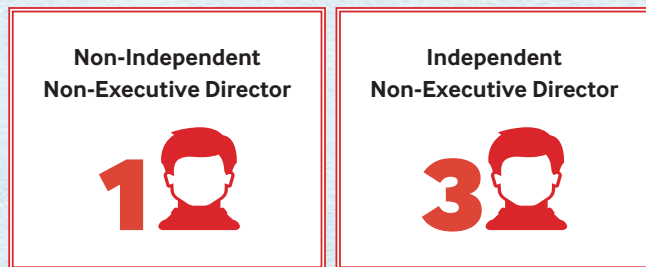 Non-Independent
Non-Executive Director
1
Independent
Non-Executive Director
3